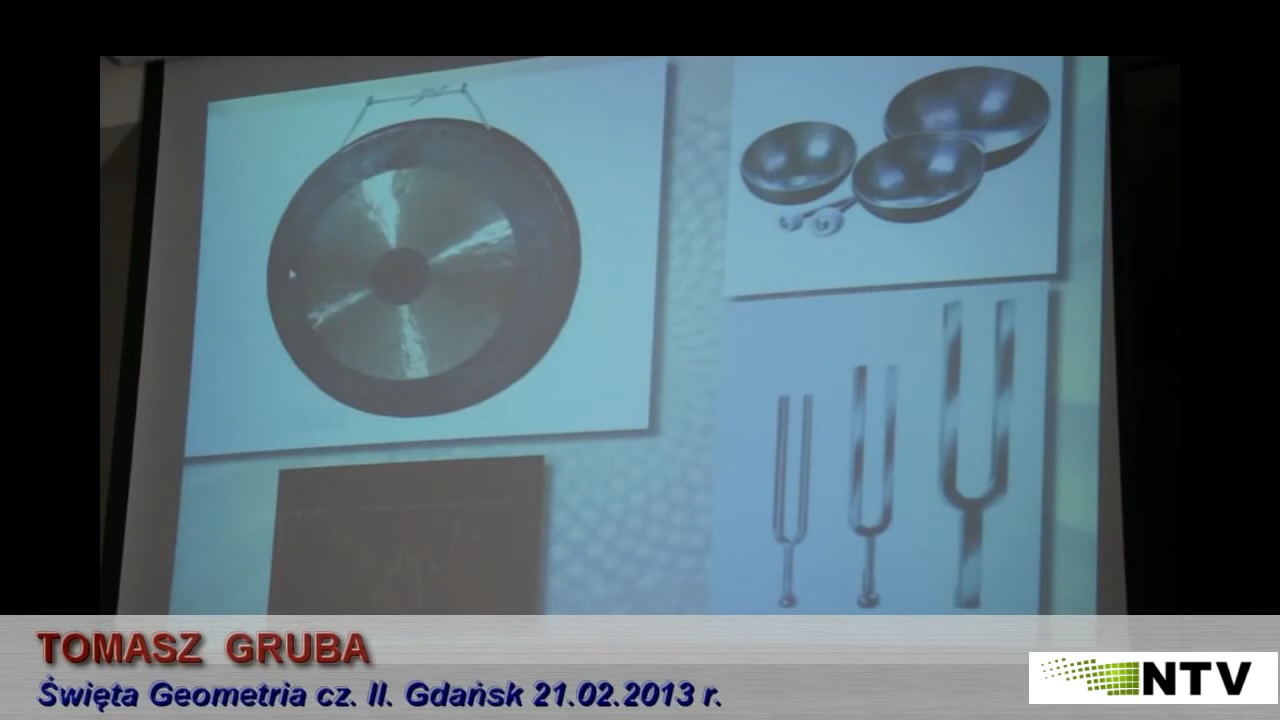 TOMASZ GRUBA
Święta Geometria cz. II. Gdańsk 21.02.2013 r.
NTV